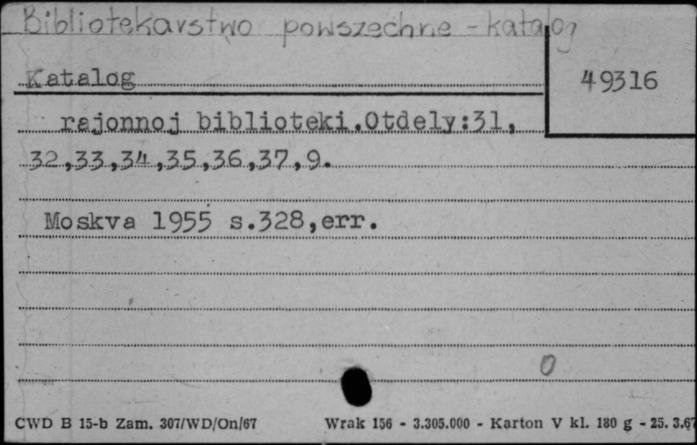 Bibliotekarstwo powszechne - katalog
Katalog
49316
rajonnoj biblioteki.Otdely:31,
32,33,34,35,36,37,9.
Moskva 1955 s.328,err.
0
CWD B 15-b Zam. 307/WD/On/67 Wrak 156 - 3.305.000 - Karton V kl. 180 g - 25. 3.67